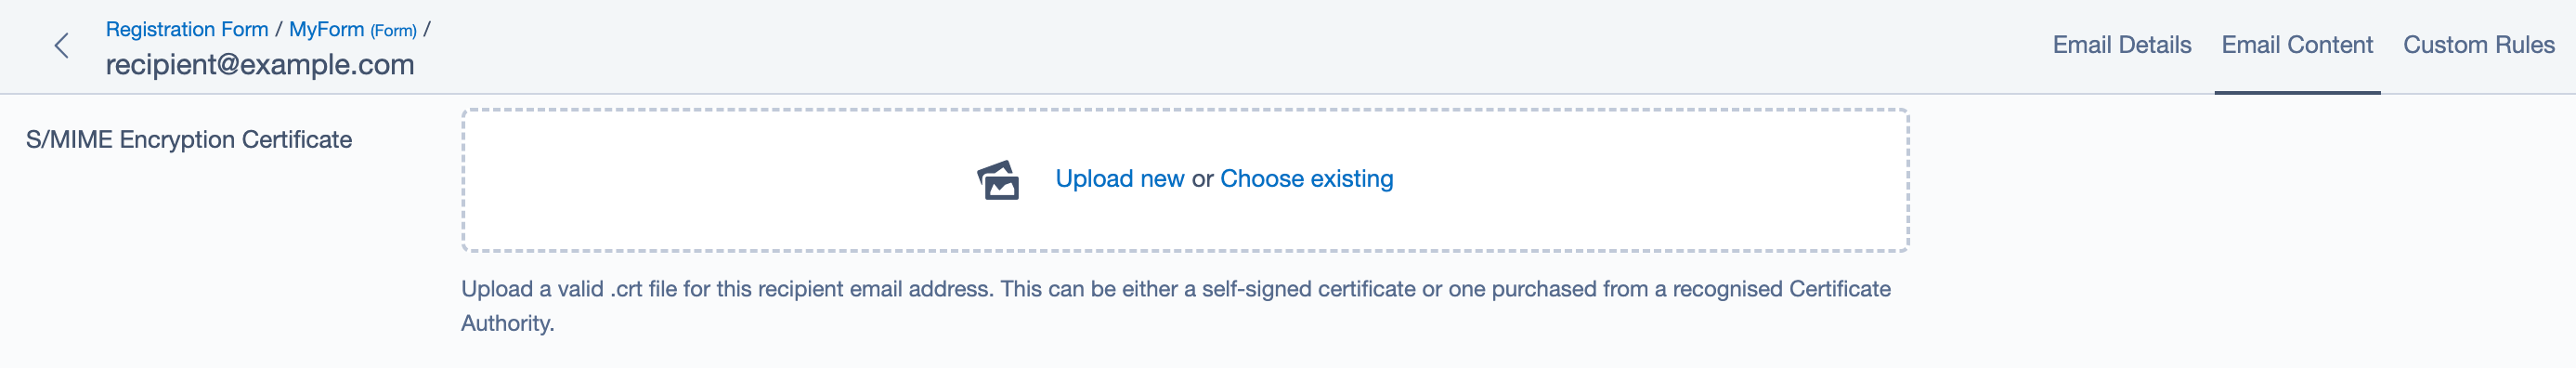 Registration Form / MyForm (Form) /
recipient@example.com
Email Details
Email Content
Custom Rules
S/MIME Encryption Certificate
Upload new or Choose existing
Upload a valid .crt file for this recipient email address. This can be either a self-signed certificate or one purchased from a recognised Certificate
Authority.